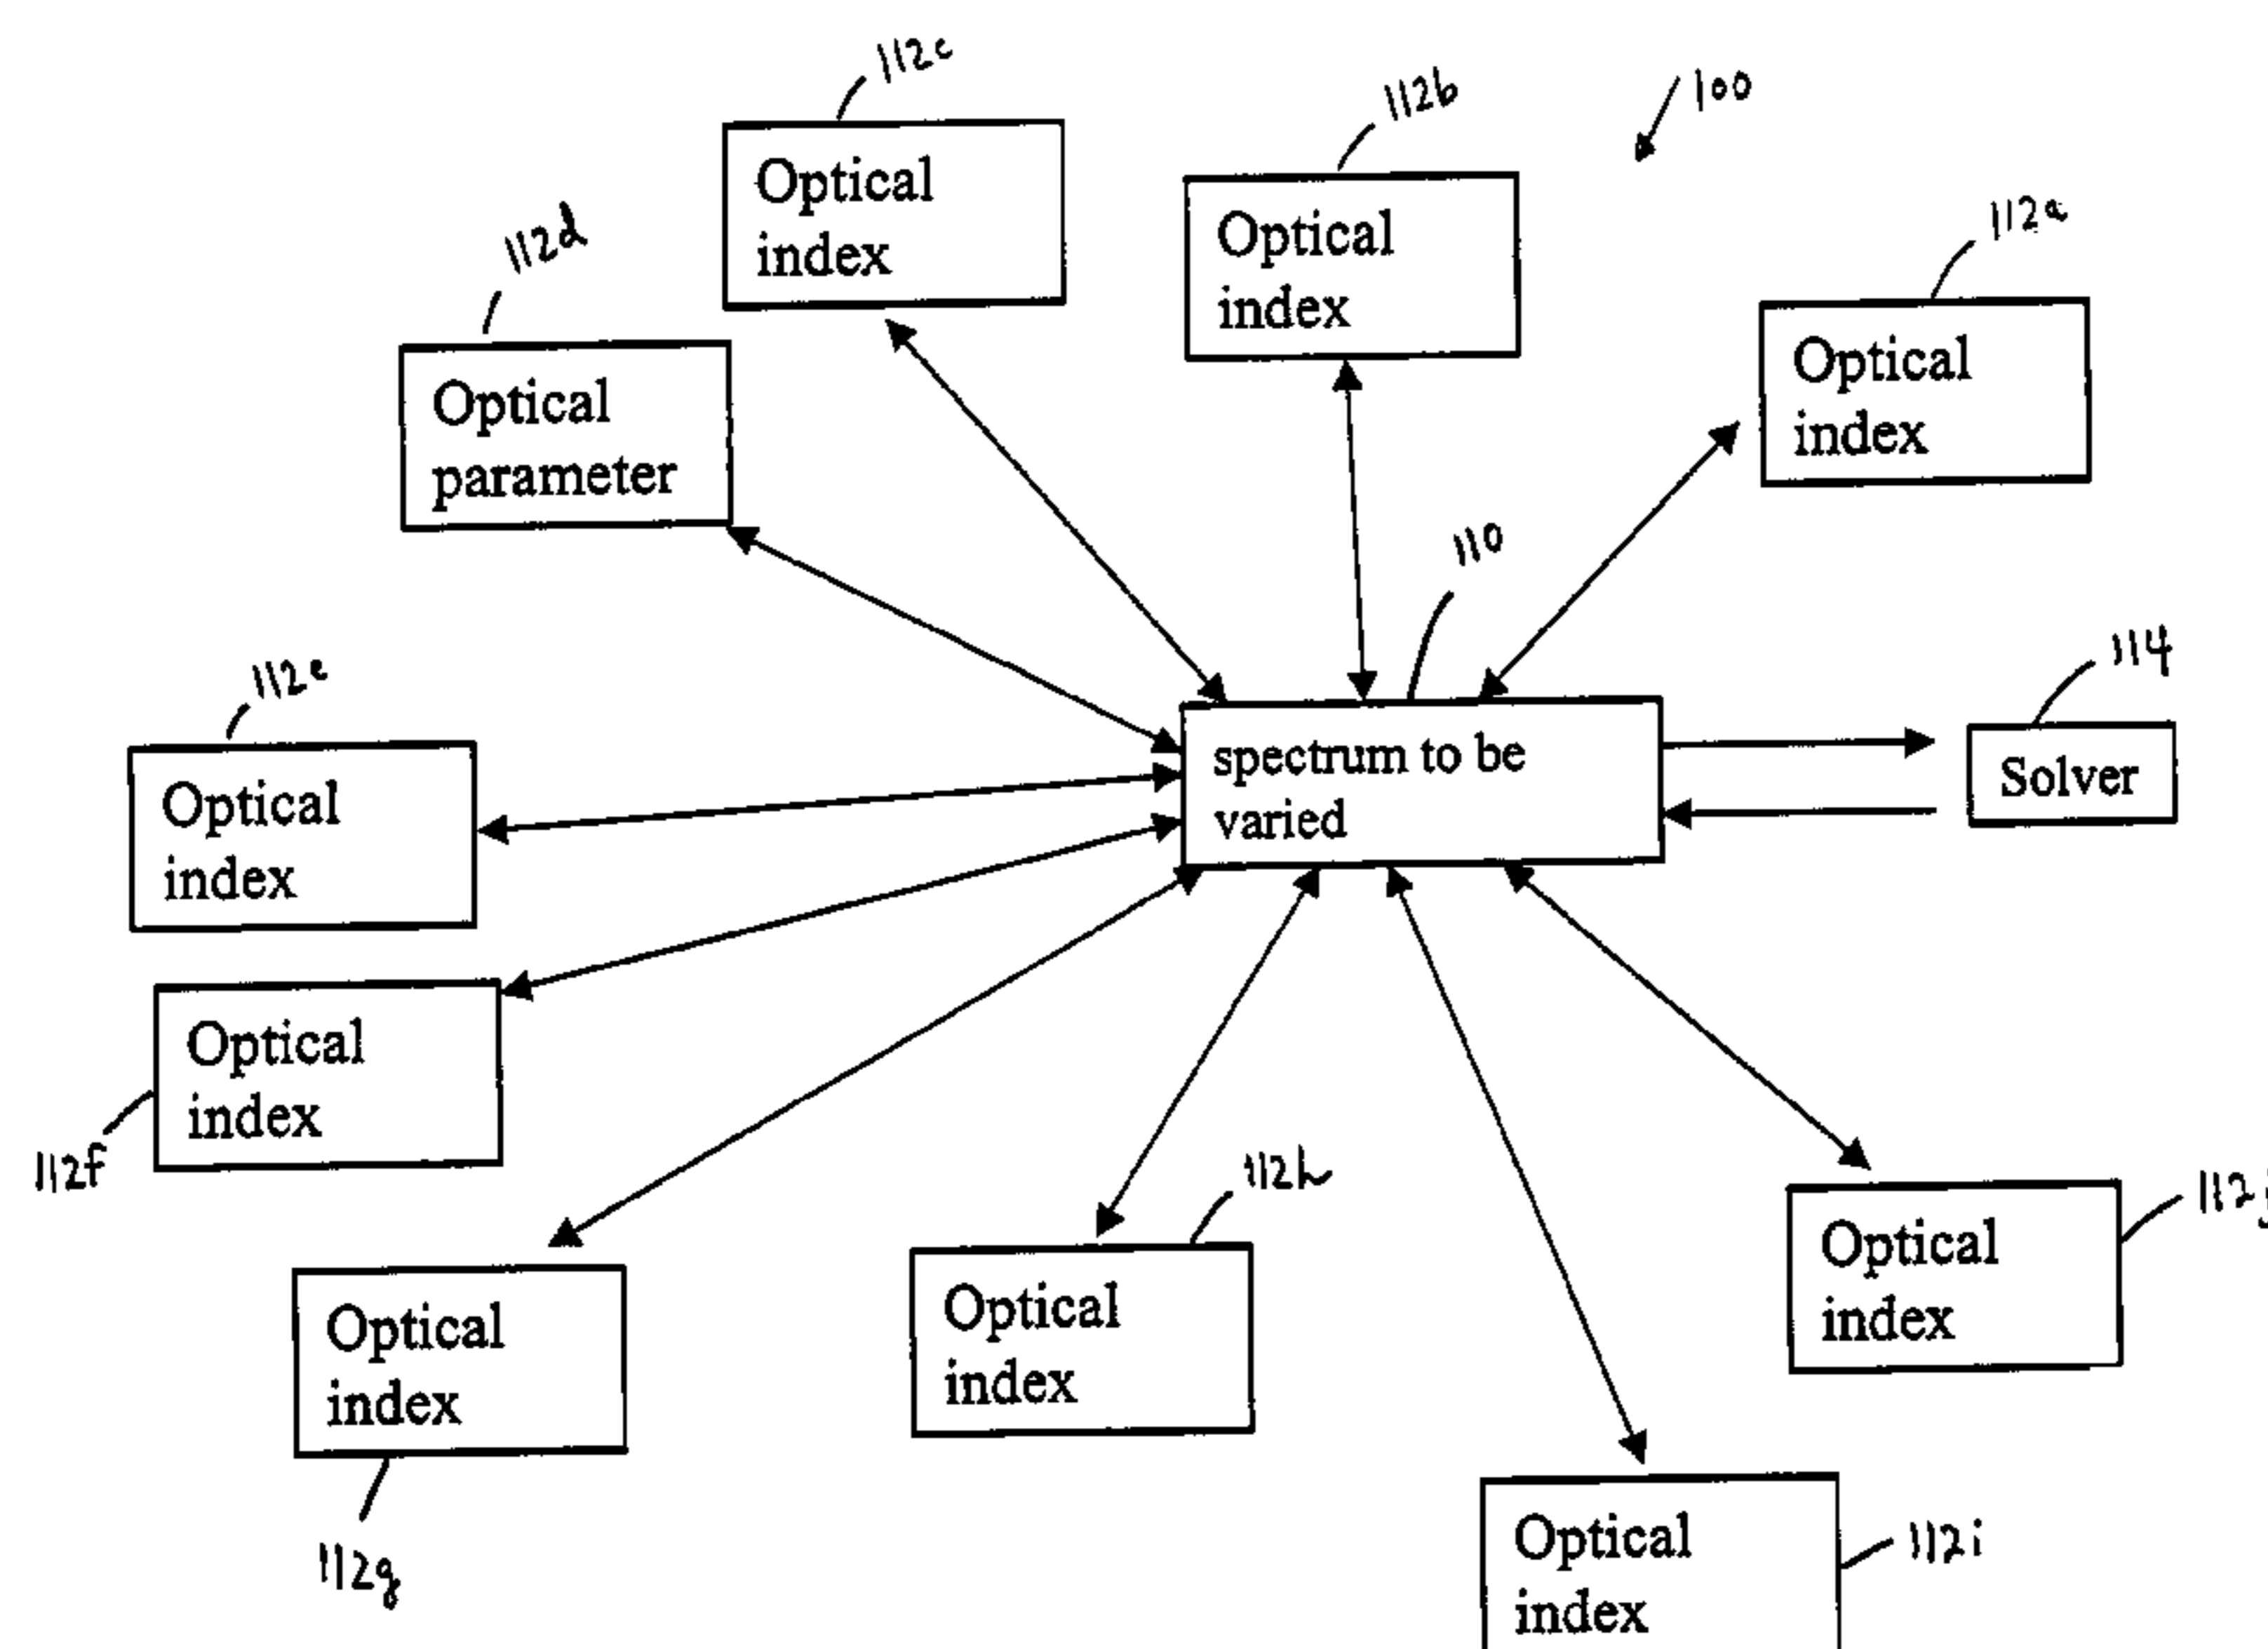 112c
112b
100
Optical
index
112a
112d
Optical
index
Optical
index
Optical
parameter
110
112e
114
spectrum to be
varied
Solver
Optical
index
Optical
index
112f
112h
112j
Optical
index
Optical
index
Optical
index
112g
112i
Optical
index